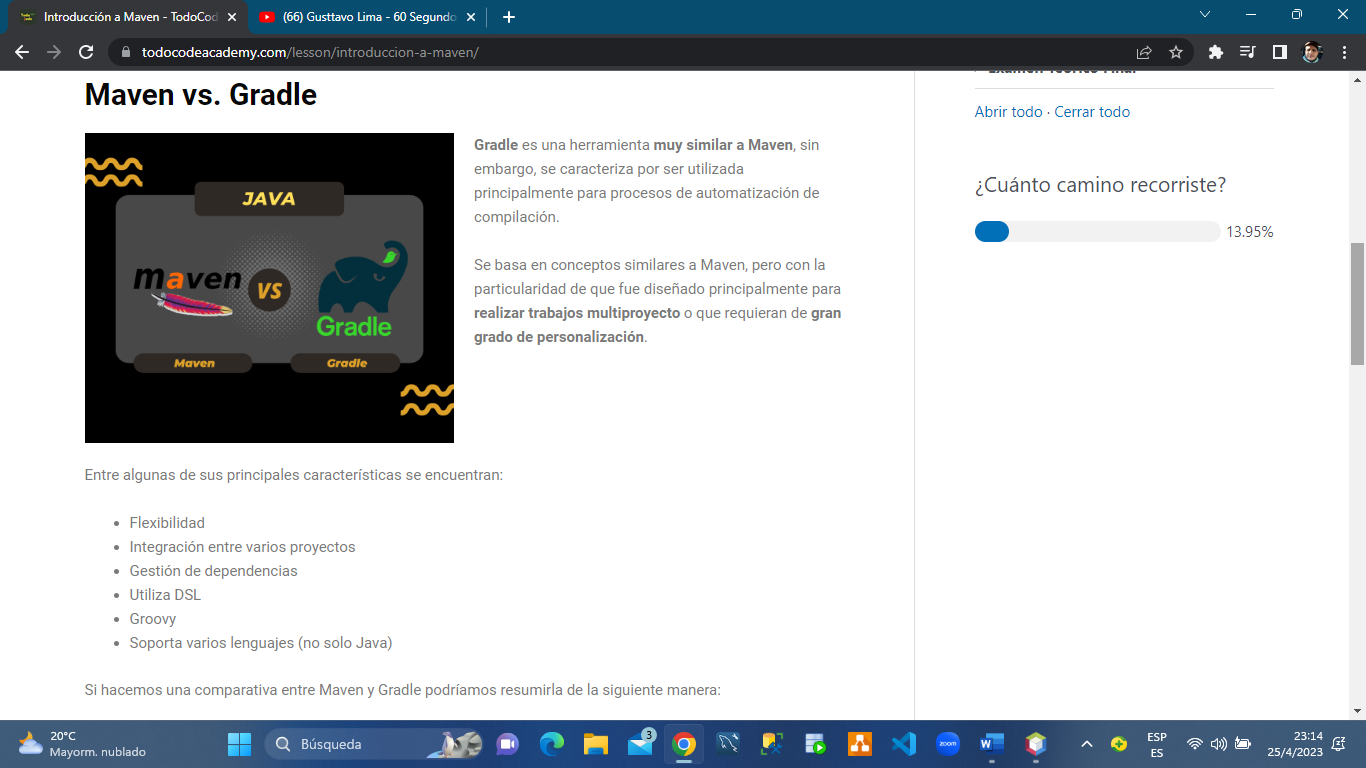 Introducción a Maven - TodoCod
(66) Gusttavo Lima - 60 Segundo
todocodeacademy.com/lesson/introduccion-a-maven/
Maven vs. Gradle
JAVA
maven
VS
Gradle
Maven
Gradle
Gradle es una herramienta muy similar a Maven, sin
embargo, se caracteriza por ser utilizada
principalmente para procesos de automatización de
compilación.
Se basa en conceptos similares a Maven, pero con la
particularidad de que fue diseñado principalmente para
realizar trabajos multiproyecto o que requieran de gran
grado de personalización.
Entre algunas de sus principales características se encuentran:
Flexibilidad
Integración entre varios proyectos
Gestión de dependencias
Utiliza DSL
Groovy
Soporta varios lenguajes (no solo Java)
Si hacemos una comparativa entre Maven y Gradle podríamos resumirla de la siguiente manera:
Examen Teórico Final
Abrir todo · Cerrar todo
¿Cuánto camino recorriste?
13.95%
20°C
Mayorm. nublado
Búsqueda
3
zoom
W
ESP
ES
23:14
25/4/2023